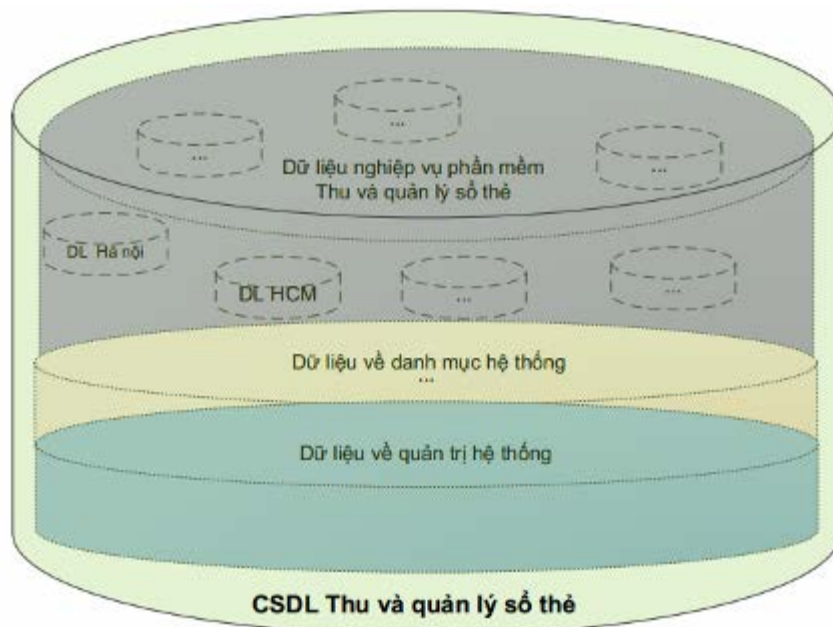 ...
...
Dữ liệu nghiệp vụ phần mềm
Thu và quản lý sổ thẻ
...
DL Hà nội
DL HCM
...
...
Dữ liệu về danh mục hệ thống
...
Dữ liệu về quản trị hệ thống
CSDL Thu và quản lý sổ thẻ